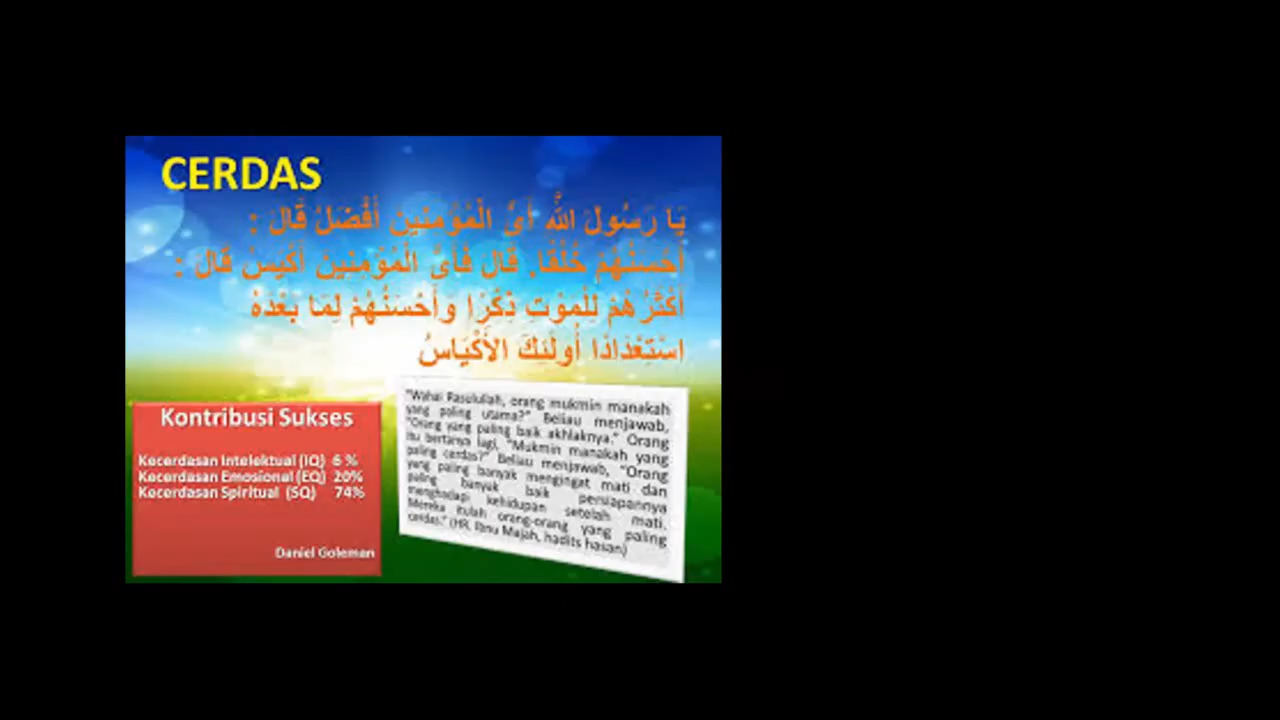 CERDAS
يَا رَسُولَ اللهِ أَىُّ الْمُؤْمِنِينَ أَفْضَلُ قَالَ :
أَحْسَنُهُمْ خُلُقًا. قَالَ فَأَىُّ الْمُؤْمِنِينَ أَكْيَسُ قَالَ :
أَكْثَرُهُمْ لِلْمَوْتِ ذِكْرًا وَأَحْسَنُهُمْ لِمَا بَعْدَهُ
اسْتِعْدَادًا أُولَئِكَ الأَكْيَاسُ
Kontribusi Sukses
Kecerdasan Intelektual (IQ) 6 %
Kecerdasan Emosional (EQ) 20%
Kecerdasan Spiritual (SQ) 74%
Daniel Goleman
"Wahai Rasulullah, orang mukmin manakah
yang paling utama?" Beliau menjawab,
"Orang yang paling baik akhlaknya." Orang
itu bertanya lagi, "Mukmin manakah yang
paling cerdas?" Beliau menjawab, "Orang
yang paling banyak mengingat mati dan
paling banyak baik persiapannya
menghadapi kehidupan setelah mati.
Mereka itulah orang-orang yang paling
cerdas." (HR. Ibnu Majah, hadits hasan)